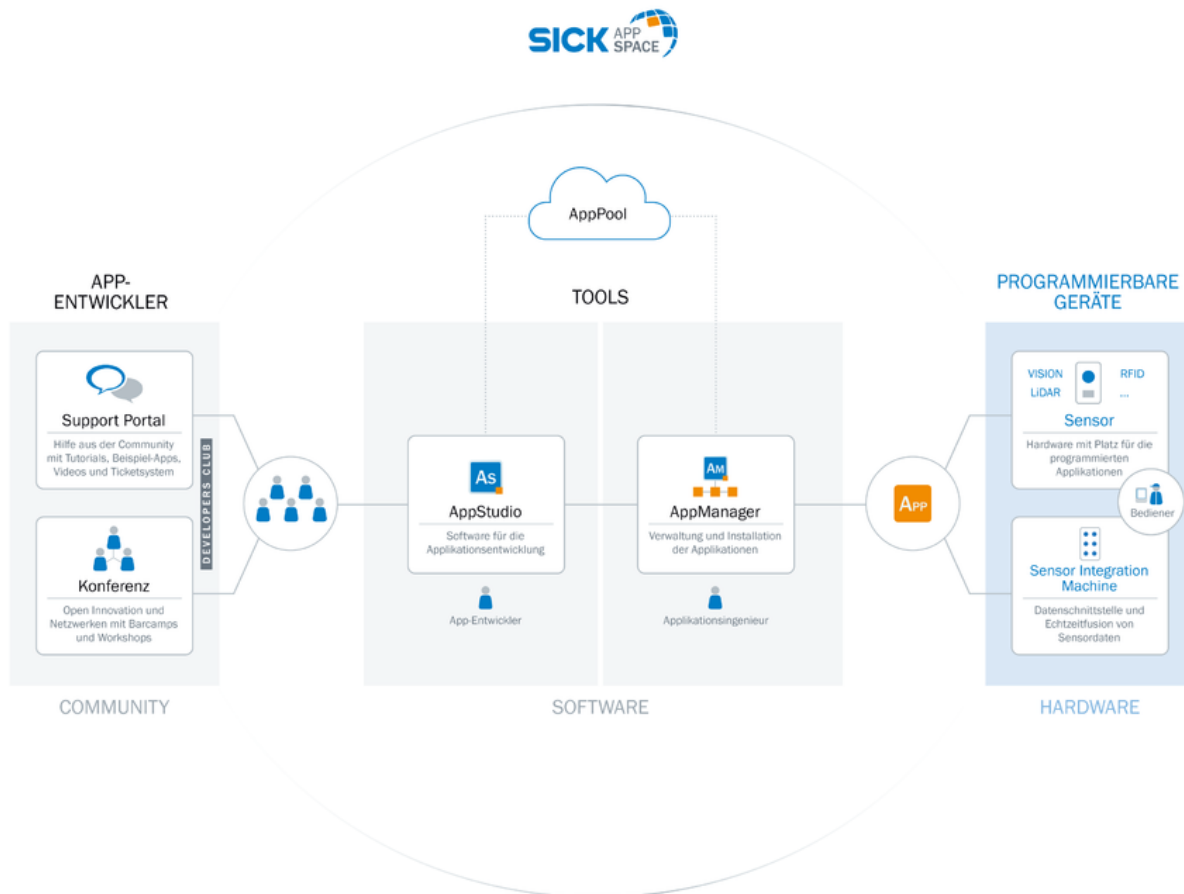 SICK APP SPACE
AppPool
APP-
ENTWICKLER
Support Portal
Hilfe aus der Community
mit Tutorials, Beispiel-Apps,
Videos und Ticketsystem
Konferenz
Open Innovation und
Netzwerken mit Barcamps
und Workshops
DEVELOPERS CLUB
COMMUNITY
TOOLS
As
AppStudio
Software für die
Applikationsentwicklung
App-Entwickler
AM
AppManager
Verwaltung und Installation
der Applikationen
Applikationsingenieur
SOFTWARE
APP
PROGRAMMIERBARE
GERÄTE
VISION
RFID
LiDAR
...
Sensor
Hardware mit Platz für die
programmierten
Applikationen
Bediener
Sensor Integration
Machine
Datenschnittstelle und
Echtzeitfusion von
Sensordaten
HARDWARE